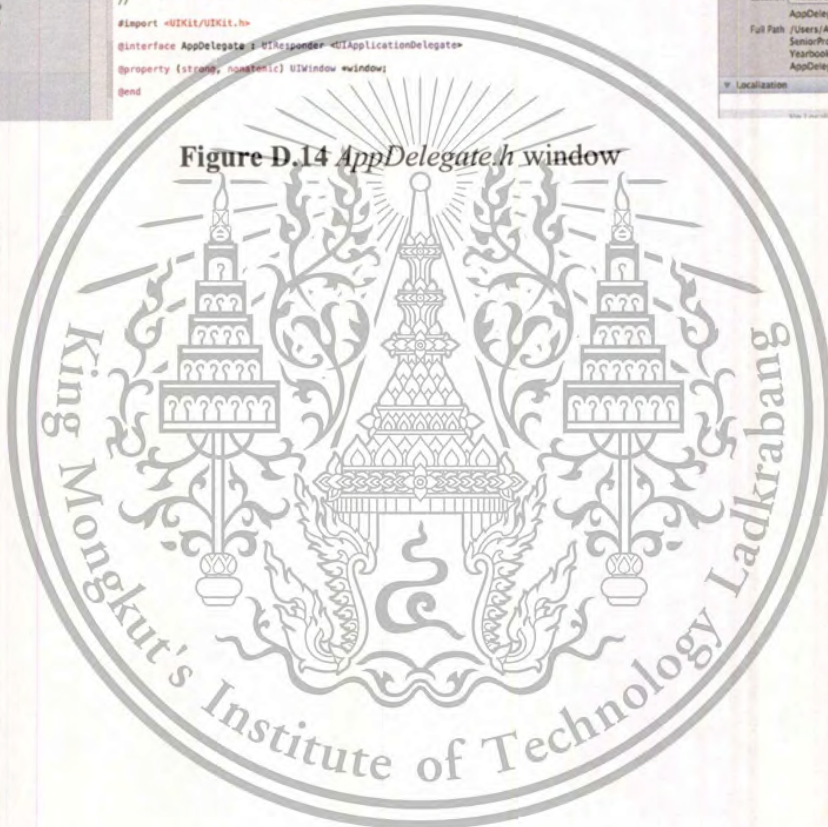 //
#import <UIKit/UIKit.h>
@interface AppDelegate : UIResponder <UIApplicationDelegate>
@property (strong, nonatomic) UIWindow *window;
@end
Full Path /Users/
Localization
Figure D.14 AppDelegate.h window
King Mongkut's Institute of Technology Ladkrabang